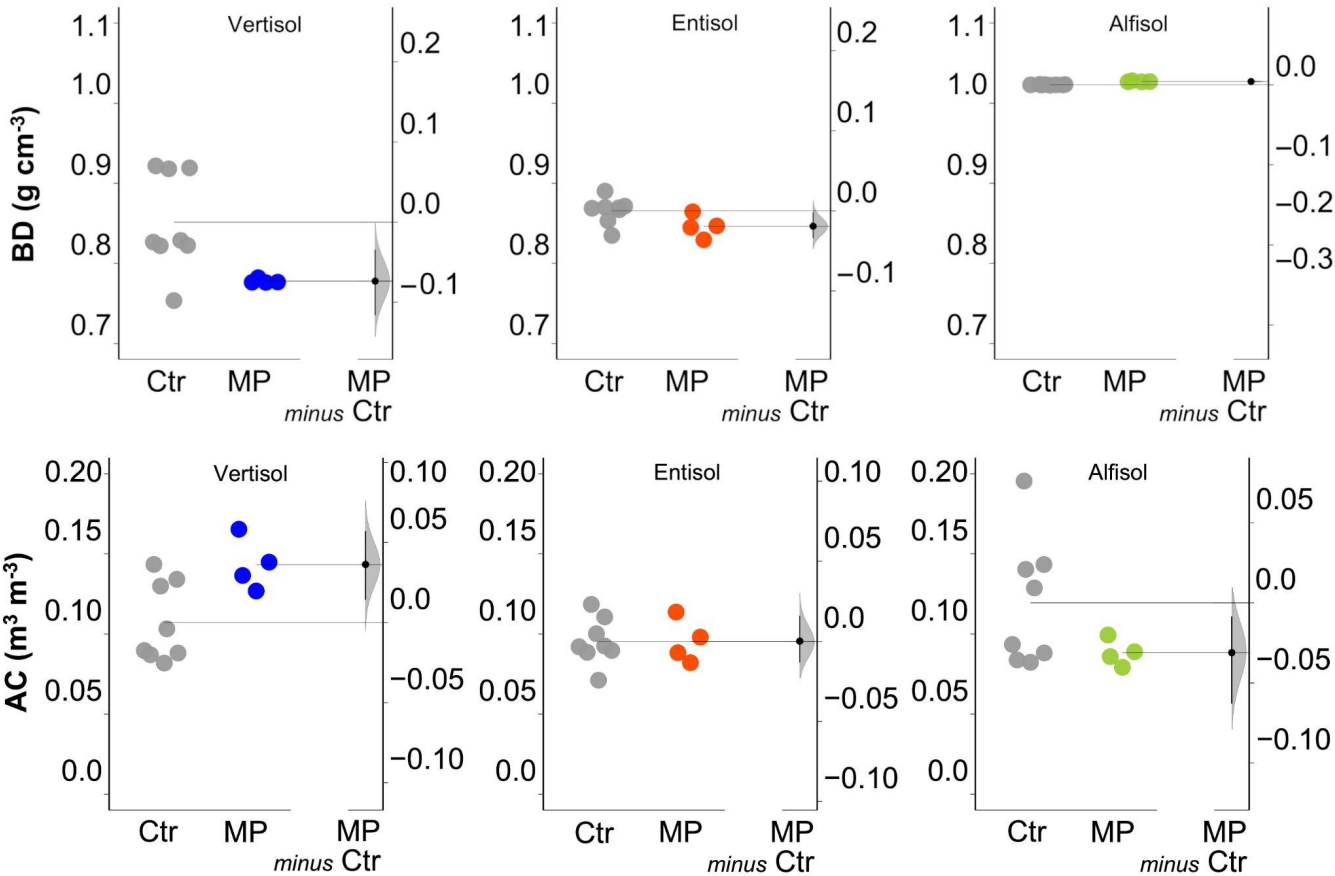 Vertisol
Entisol
Alfisol
BD (g cm-3)
1.1
1.0
0.9
0.8
0.7
0.2
0.1
0.0
−0.1
1.1
1.0
0.9
0.8
0.7
0.2
0.1
0.0
−0.1
1.1
1.0
0.9
0.8
0.7
0.0
−0.1
−0.2
−0.3
Ctr MP MP
minus Ctr
Ctr MP MP
minus Ctr
Ctr MP MP
minus Ctr
Vertisol
Entisol
Alfisol
AC (m3 m-3)
0.20
0.15
0.10
0.05
0.0
0.10
0.05
0.0
−0.05
−0.10
0.20
0.15
0.10
0.05
0.0
0.10
0.05
0.0
−0.05
−0.10
0.20
0.15
0.10
0.05
0.0
0.05
0.0
−0.05
−0.10
Ctr MP MP
minus Ctr
Ctr MP MP
minus Ctr
Ctr MP MP
minus Ctr